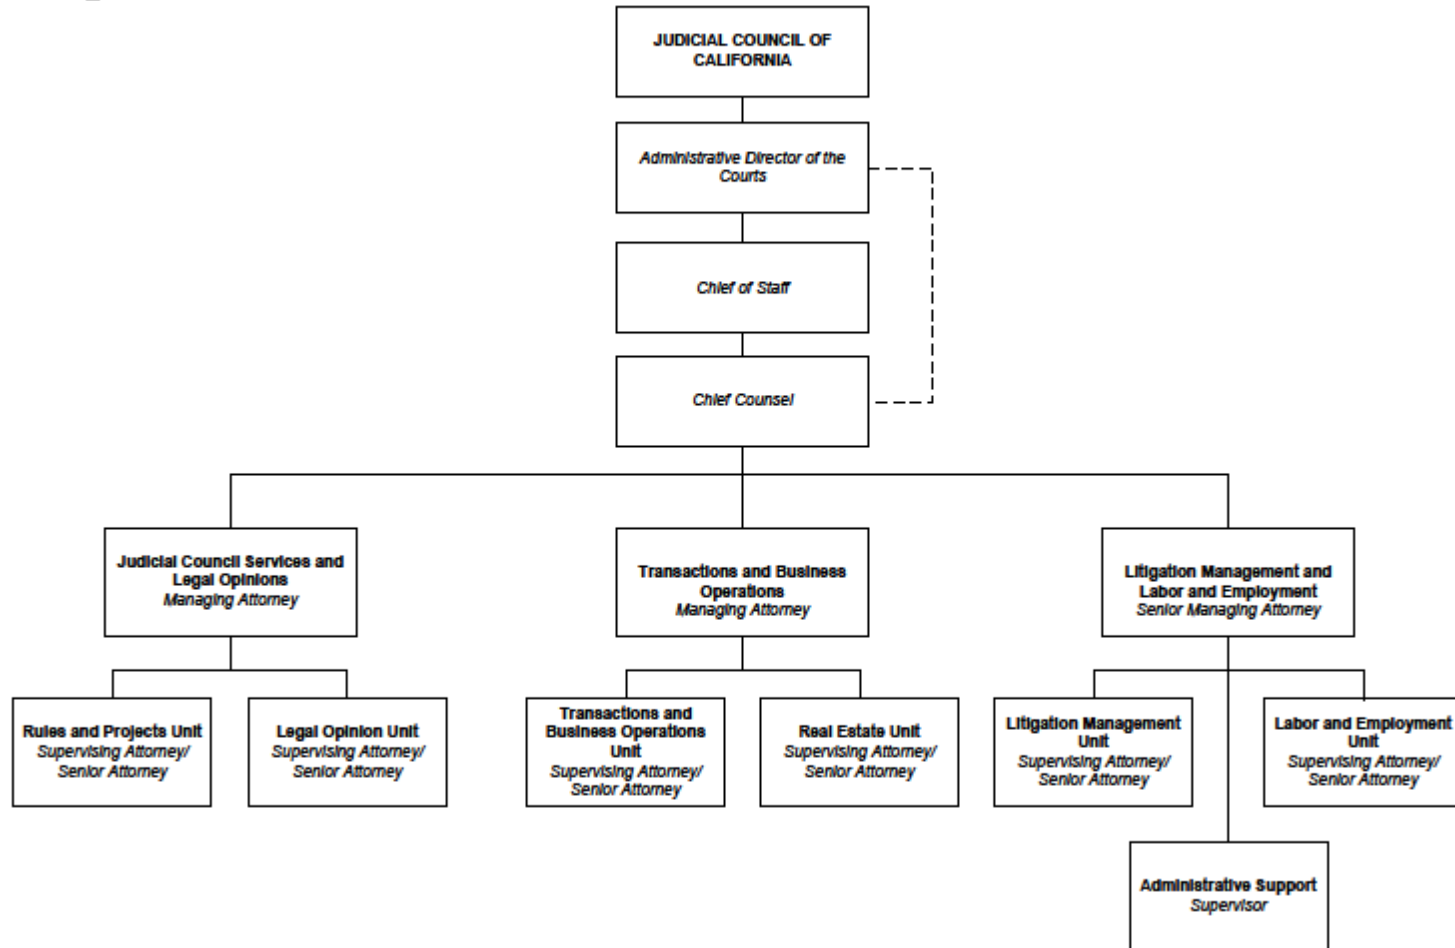 JUDICIAL COUNCIL OF
CALIFORNIA
Administrative Director of the
Courts
Chief of Staff
Chief Counsel
Judicial Council Services and
Legal Opinions
Managing Attorney
Transactions and Business
Operations
Managing Attorney
Litigation Management and
Labor and Employment
Senior Managing Attorney
Rules and Projects Unit
Supervising Attorney/
Senior Attorney
Legal Opinion Unit
Supervising Attorney/
Senior Attorney
Transactions and
Business Operations
Unit
Supervising Attorney/
Senior Attorney
Real Estate Unit
Supervising Attorney/
Senior Attorney
Litigation Management
Unit
Supervising Attorney/
Senior Attorney
Labor and Employment
Unit
Supervising Attorney/
Senior Attorney
Administrative Support
Supervisor